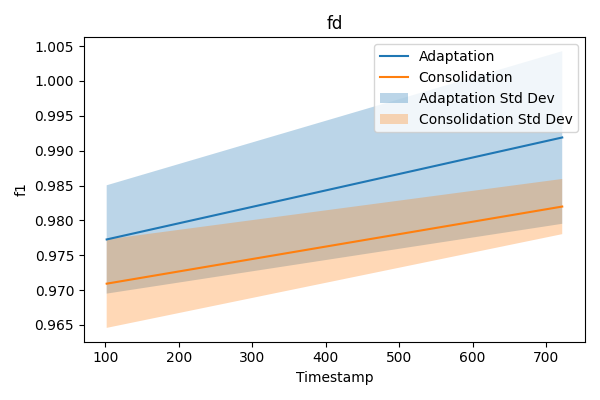 fd
1.005
1.000
0.995
0.990
0.985
0.980
0.975
0.970
0.965
f1
Adaptation
Consolidation
Adaptation Std Dev
Consolidation Std Dev
100 200 300 400 500 600 700
Timestamp